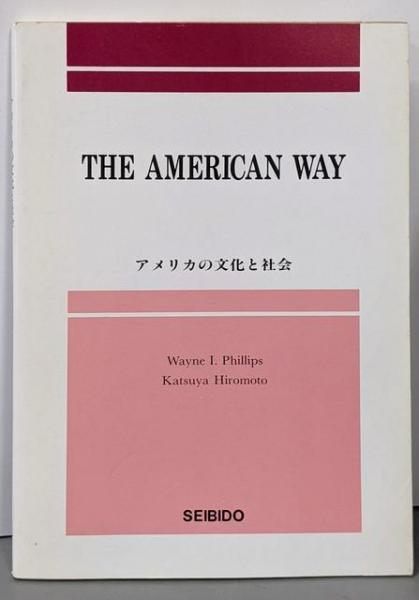 THE AMERICAN WAY
アメリカの文化と社会
Wayne I. Phillips
Katsuya Hiromoto
SEIBIDO